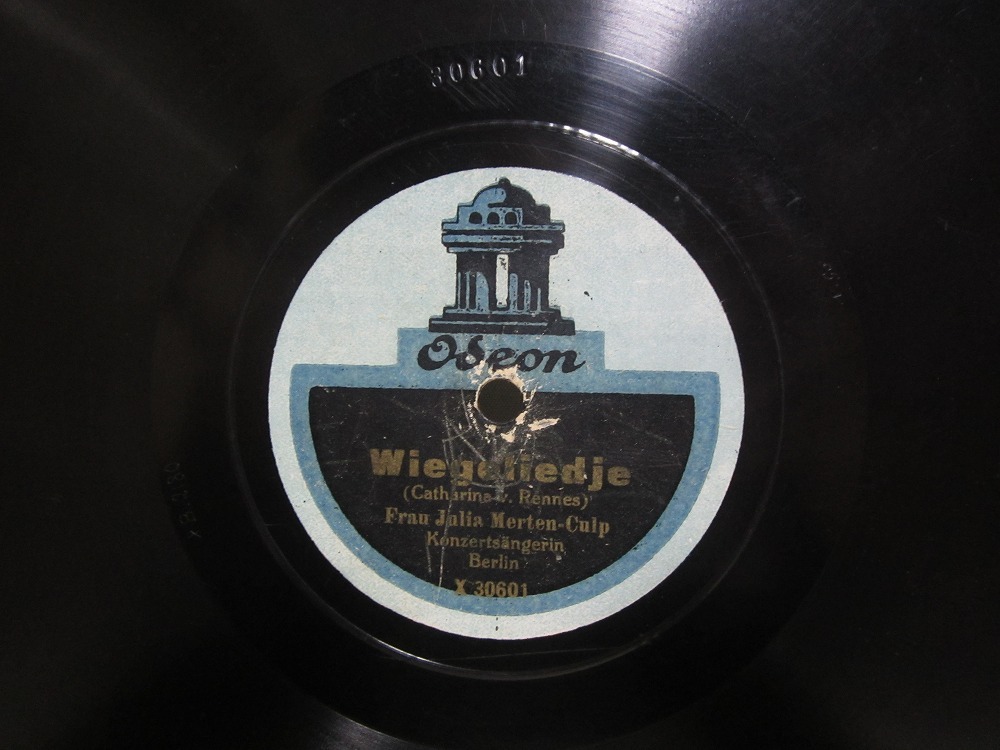 30601
Odeon
Wiegeliedje
(Catharina v. Rennes)
Frau Julia Merten-Culp
Konzertsängerin
Berlin
X 30601